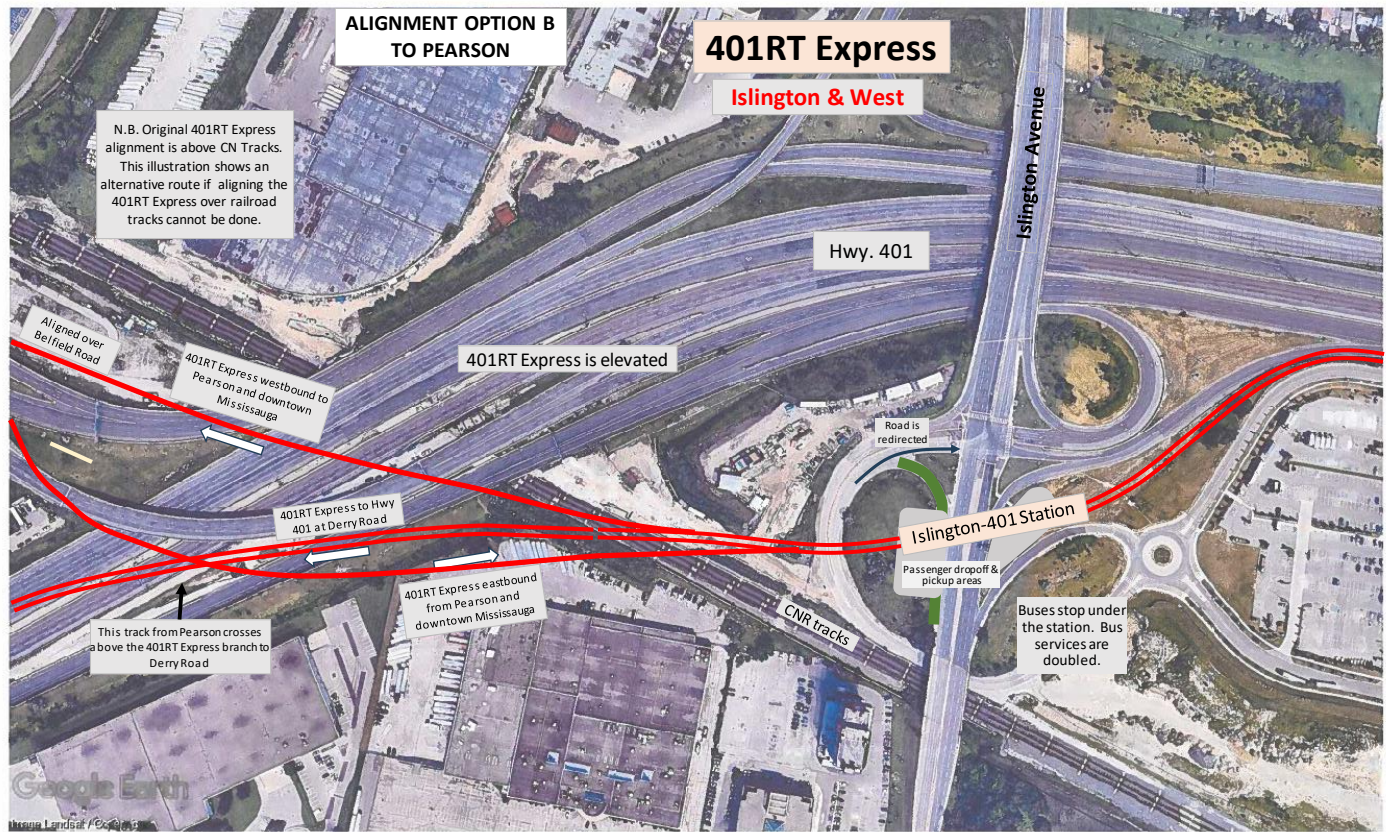 ALIGNMENT OPTION B
TO PEARSON
401RT Express
Islington & West
N.B. Original 401RT Express
alignment is above CN Tracks.
This illustration shows an
alternative route if aligning the
401RT Express over railroad
tracks cannot be done.
Islington Avenue
Hwy. 401
Aligned over
Belfield Road
401RT Express westbound to
Pearson and downtown
Mississauga
401RT Express is elevated
Road is
redirected
401RT Express to Hwy
401 at Derry Road
Islington-401 Station
Passenger dropoff &
pickup areas
401RT Express eastbound
from Pearson and
downtown Mississauga
CNR tracks
Buses stop under
the station. Bus
services are
doubled.
This track from Pearson crosses
above the 401RT Express branch to
Derry Road
Google Earth
Image Landsat /